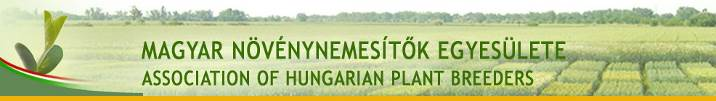 MAGYAR NÖVÉNYNEMESÍTŐK EGYESÜLETE
ASSOCIATION OF HUNGARIAN PLANT BREEDERS